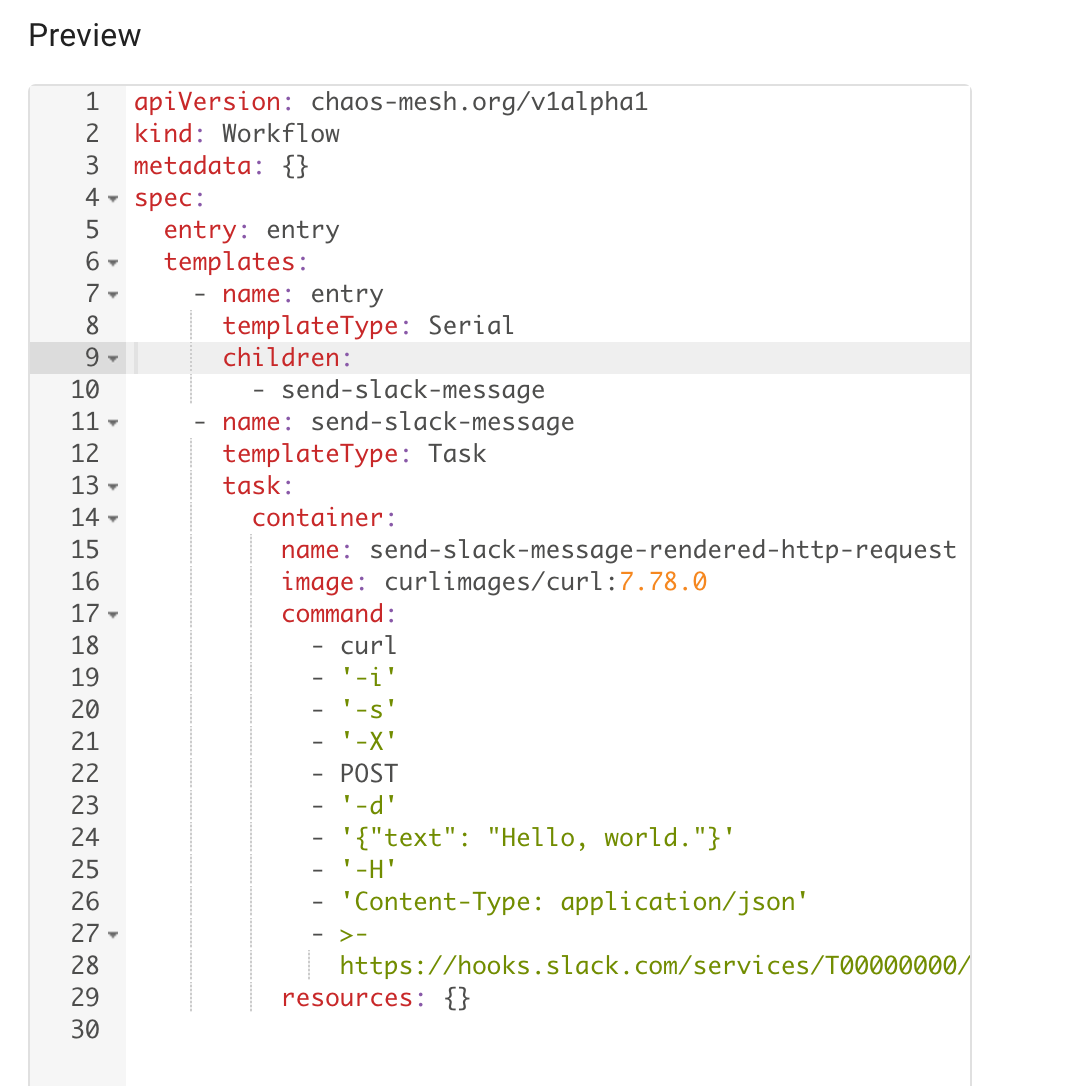 Preview
1 apiVersion: chaos-mesh.org/v1alpha1
2 kind: Workflow
3 metadata: {}
4 spec:
5   entry: entry
6   templates:
7     - name: entry
8       templateType: Serial
9       children:
10         - send-slack-message
11     - name: send-slack-message
12       templateType: Task
13       task:
14         container:
15           name: send-slack-message-rendered-http-request
16           image: curlimages/curl:7.78.0
17           command:
18             - curl
19             - '-i'
20             - '-s'
21             - '-X'
22             - POST
23             - '-d'
24             - '{"text": "Hello, world."}'
25             - '-H'
26             - 'Content-Type: application/json'
27             - >-
28               https://hooks.slack.com/services/T00000000/
29           resources: {}
30